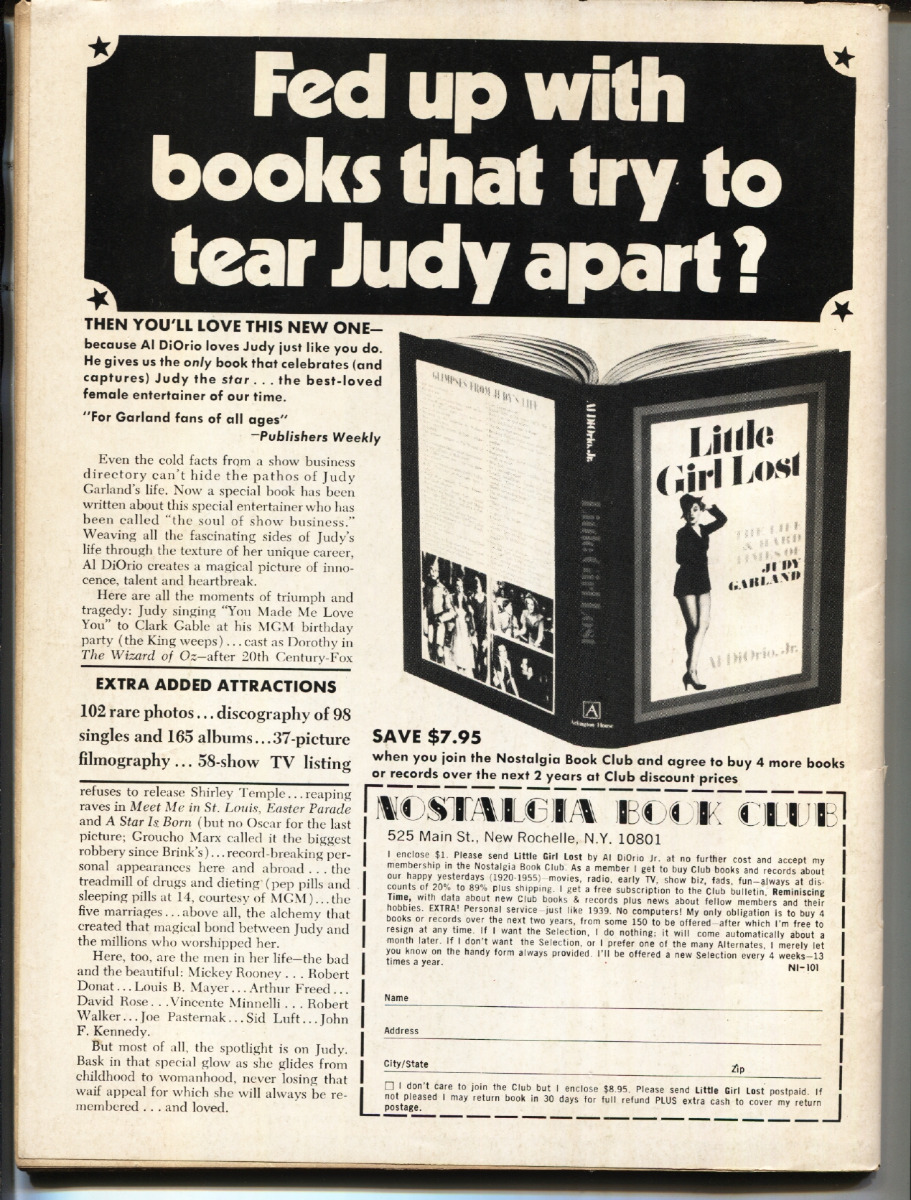 Fed up with
books that try to
tear Judy apart?
THEN YOU'LL LOVE THIS NEW ONE—
because Al DiOrio loves Judy just like you do.
He gives us the only book that celebrates (and
captures) Judy the star . . . the best-loved
female entertainer of our time.
"For Garland fans of all ages"
—Publishers Weekly
Even the cold facts from a show business
directory can't hide the pathos of Judy
Garland's life. Now a special book has been
written about this special entertainer who has
been called "the soul of show business."
Weaving all the fascinating sides of Judy's
life through the texture of her unique career,
Al DiOrio creates a magical picture of inno-
cence, talent and heartbreak.
Here are all the moments of triumph and
tragedy: Judy singing "You Made Me Love
You" to Clark Gable at his MGM birthday
party (the King weeps) . . . cast as Dorothy in
The Wizard of Oz—after 20th Century-Fox
EXTRA ADDED ATTRACTIONS
102 rare photos . . . discography of 98
singles and 165 albums . . . 37-picture
filmography . . . 58-show TV listing
refuses to release Shirley Temple . . . reaping
raves in Meet Me in St. Louis, Easter Parade
and A Star Is Born (but no Oscar for the last
picture; Groucho Marx called it the biggest
robbery since Brink's) . . . record-breaking per-
sonal appearances here and abroad . . . the
treadmill of drugs and dieting (pep pills and
sleeping pills at 14, courtesy of MGM) . . . the
five marriages . . . above all, the alchemy that
created that magical bond between Judy and
the millions who worshipped her.
Here, too, are the men in her life—the bad
and the beautiful: Mickey Rooney . . . Robert
Donat . . . Louis B. Mayer . . . Arthur Freed . . .
David Rose . . . Vincente Minnelli . . . Robert
Walker . . . Joe Pasternak . . . Sid Luft . . . John
F. Kennedy.
But most of all, the spotlight is on Judy.
Bask in that special glow as she glides from
childhood to womanhood, never losing that
waif appeal for which she will always be re-
membered . . . and loved.
GLIMPSES FROM JUDY'S LIFE
Al DiOrio, Jr.
Little Girl Lost
Arlington House
Little
Girl Lost
THE LIFE
& HARD
TIMES OF
JUDY
GARLAND
Al DiOrio, Jr.
SAVE $7.95
when you join the Nostalgia Book Club and agree to buy 4 more books
or records over the next 2 years at Club discount prices
NOSTALGIA BOOK CLUB
525 Main St., New Rochelle, N.Y. 10801
I enclose $1. Please send Little Girl Lost by Al DiOrio Jr. at no further cost and accept my
membership in the Nostalgia Book Club. As a member I get to buy Club books and records about
our happy yesterdays (1920-1955)—movies, radio, early TV, show biz, fads, fun—always at dis-
counts of 20% to 89% plus shipping. I get a free subscription to the Club bulletin, Reminiscing
Time, with data about new Club books & records plus news about fellow members and their
hobbies. EXTRA! Personal service—just like 1939. No computers! My only obligation is to buy 4
books or records over the next two years, from some 150 to be offered—after which I'm free to
resign at any time. If I want the Selection, I do nothing; it will come automatically about a
month later. If I don't want the Selection, or I prefer one of the many Alternates, I merely let
you know on the handy form always provided. I'll be offered a new Selection every 4 weeks—13
times a year.
NI—101
Name
Address
City/State Zip
I don't care to join the Club but I enclose $8.95. Please send Little Girl Lost postpaid. If
not pleased I may return book in 30 days for full refund PLUS extra cash to cover my return
postage.